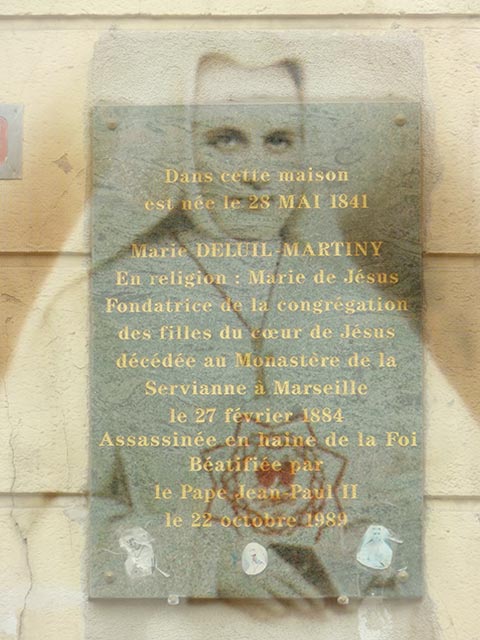 Dans cette maison
est née le 28 MAI 1841
Marie DELUIL-MARTINY
En religion : Marie de Jésus
Fondatrice de la congrégation
des filles du cœur de Jésus
décédée au Monastère de la
Servianne à Marseille
le 27 février 1884
Assassinée en haine de la Foi
Béatifiée par
le Pape Jean-Paul II
le 22 octobre 1989